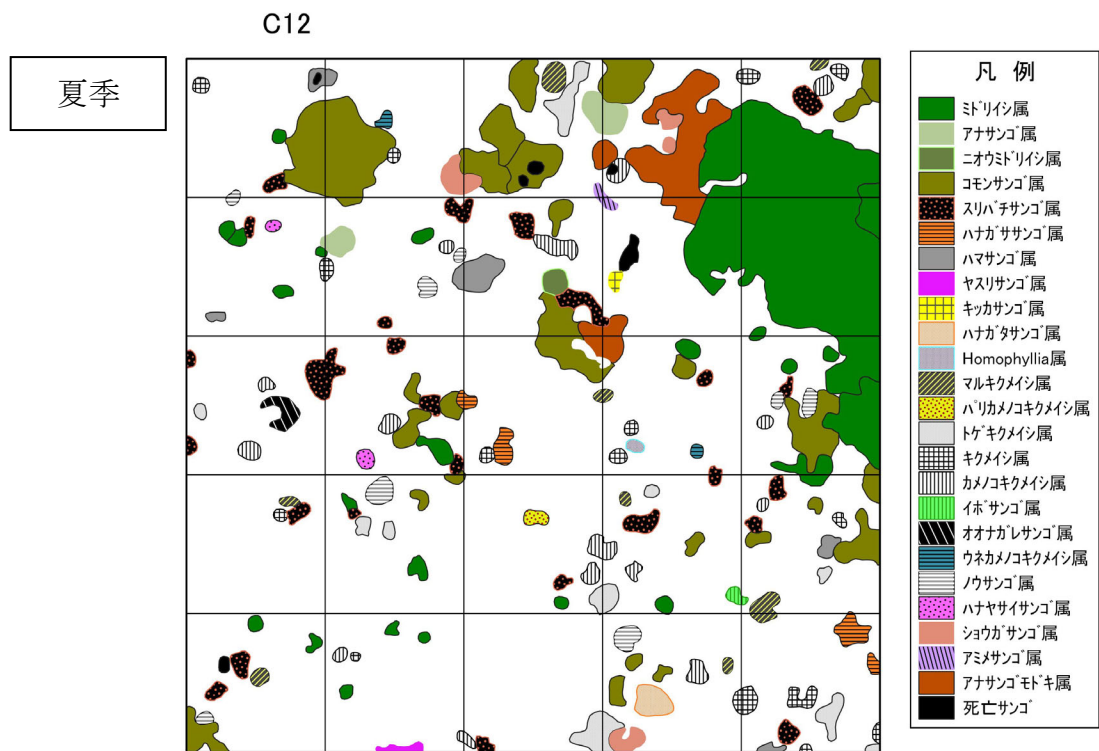 C12
夏季
凡 例
ミドリイシ属
アナサンゴ属
ニオウミドリイシ属
コモンサンゴ属
スリバチサンゴ属
ハナガササンゴ属
ハマサンゴ属
ヤスリサンゴ属
キッカサンゴ属
ハナガタサンゴ属
Homophyllia属
マルキクメイシ属
パリカメノコキクメイシ属
トゲキクメイシ属
キクメイシ属
カメノコキクメイシ属
イボサンゴ属
オオナガレサンゴ属
ウネカメノコキクメイシ属
ノウサンゴ属
ハナヤサイサンゴ属
ショウガサンゴ属
アミメサンゴ属
アナサンゴモドキ属
死亡サンゴ